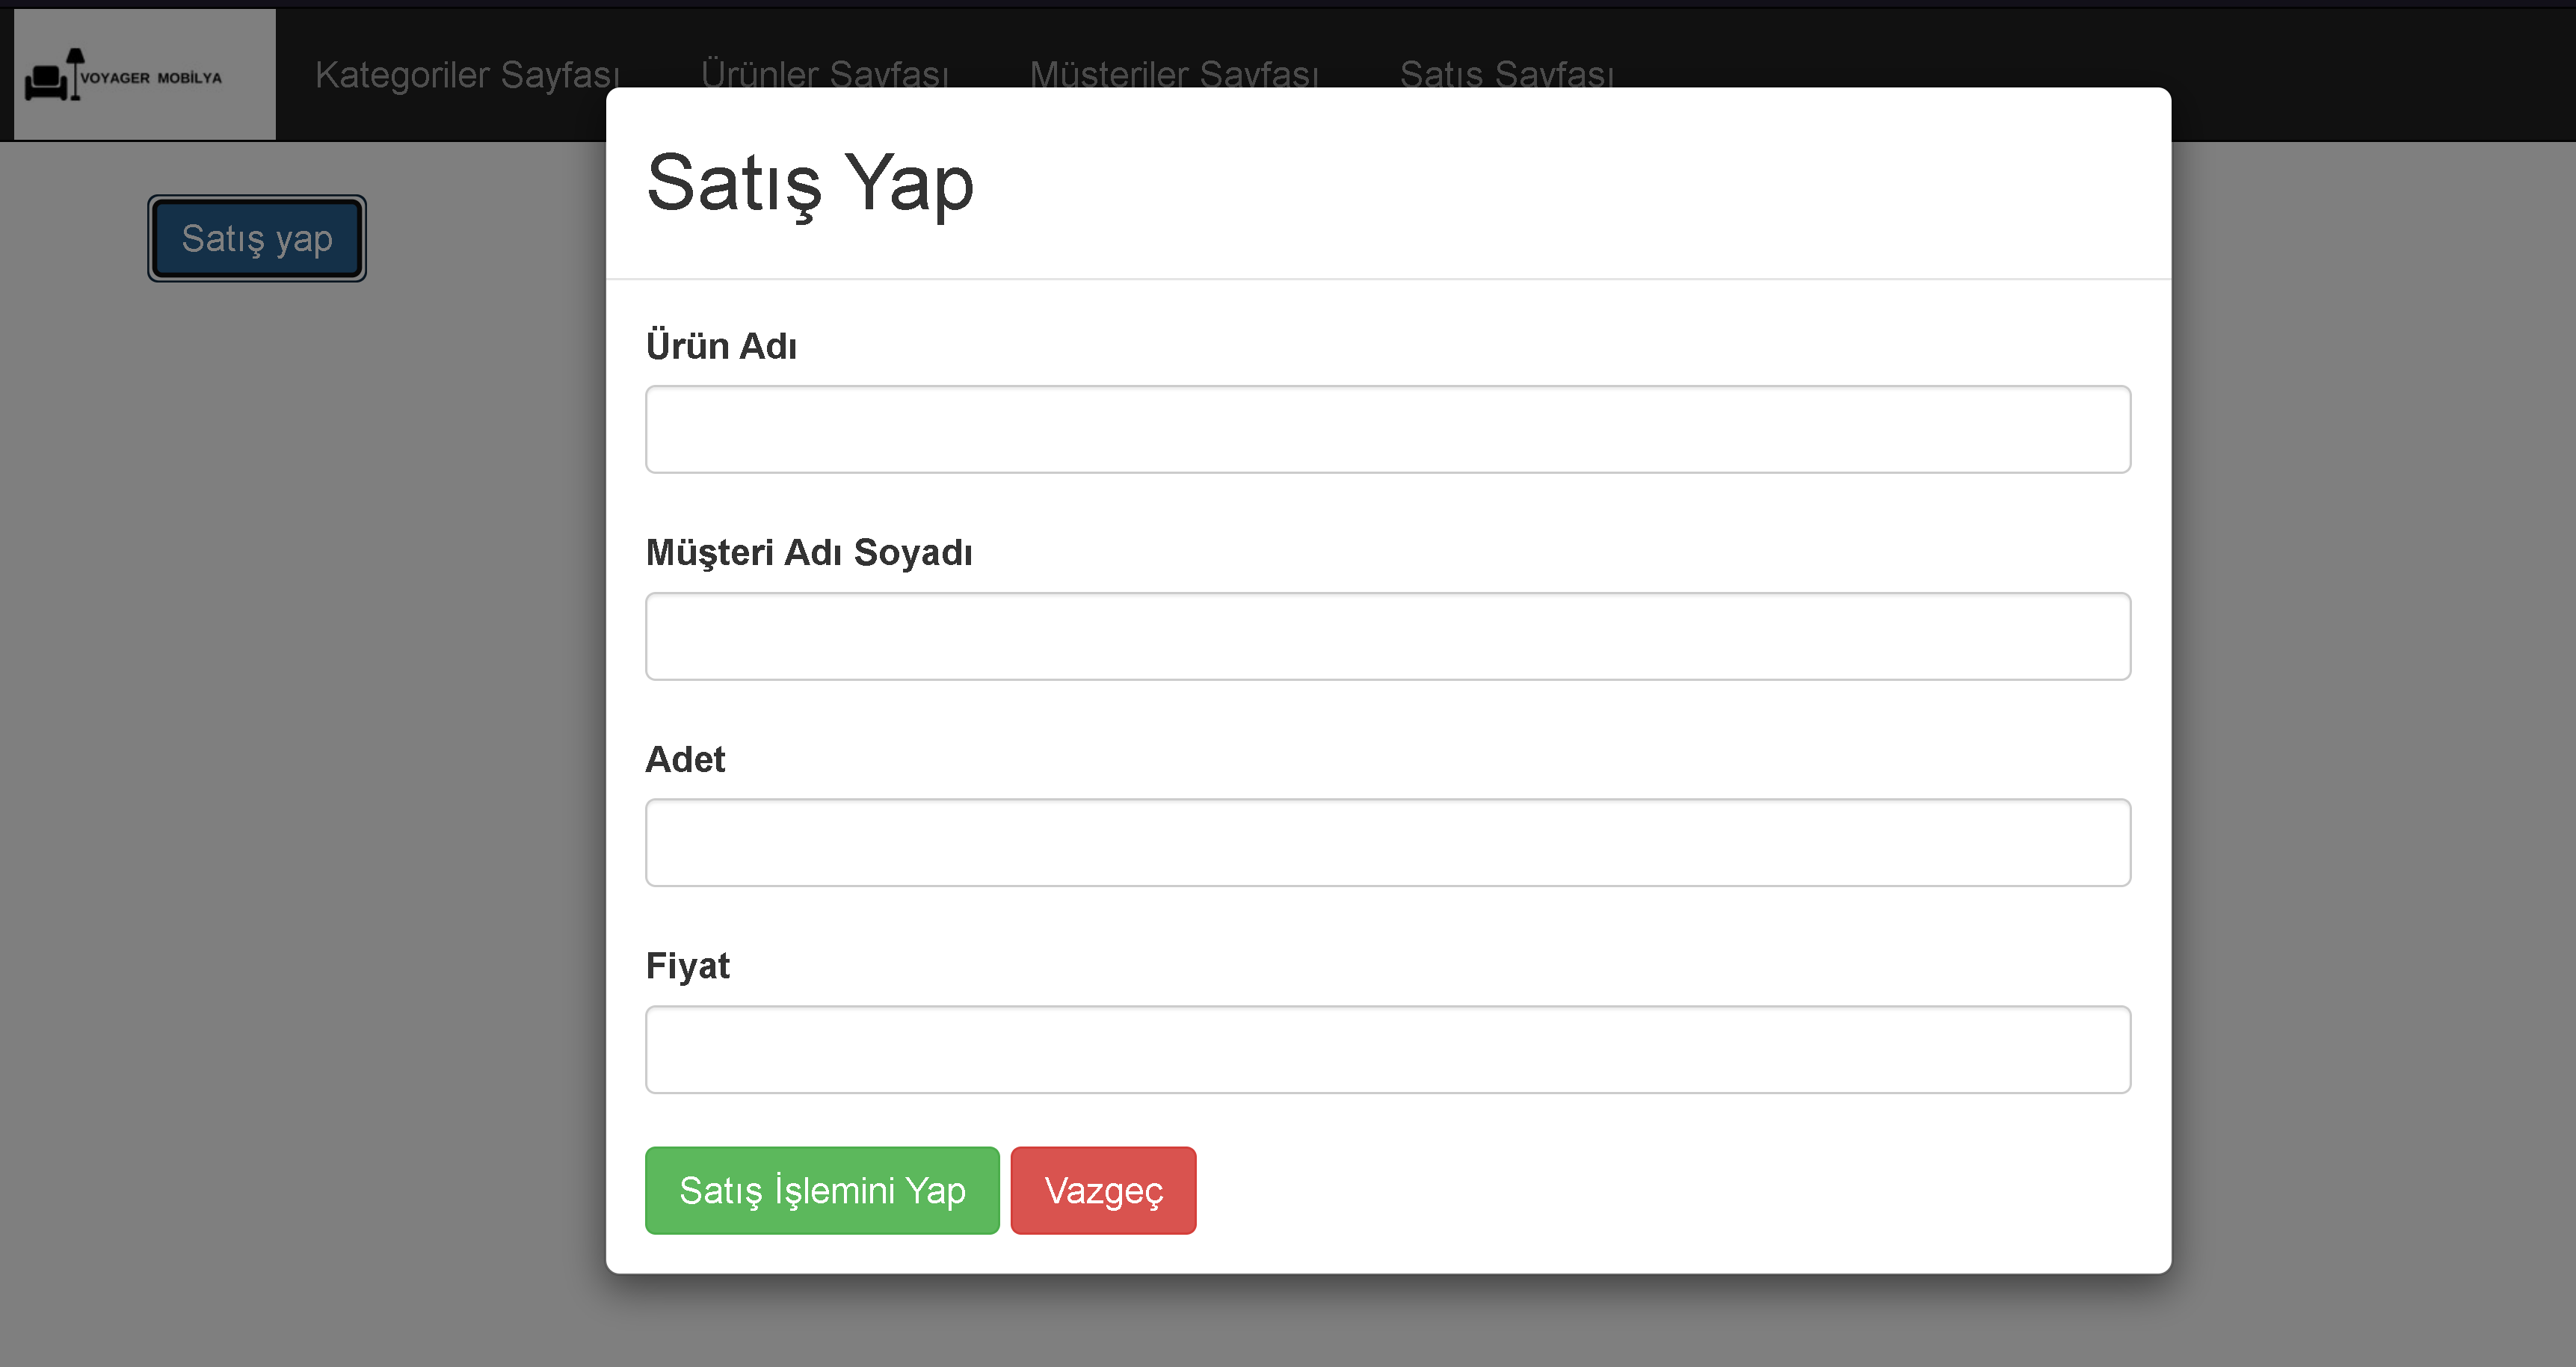 VOYAGER MOBİLYA
Kategoriler Sayfası Ürünler Sayfası Müşteriler Sayfası Satış Sayfası
Satış Yap
Satış yap
Ürün Adı
Müşteri Adı Soyadı
Adet
Fiyat
Satış İşlemini Yap Vazgeç